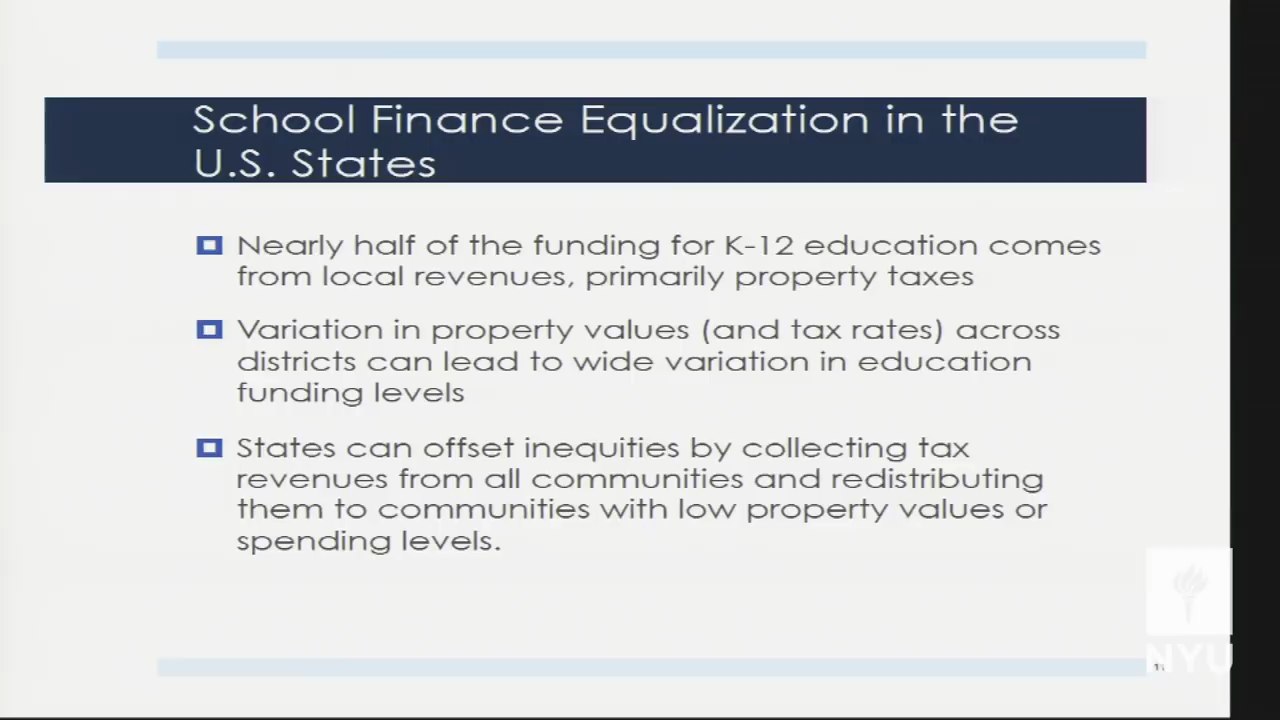 School Finance Equalization in the
U.S. States
Nearly half of the funding for K-12 education comes
from local revenues, primarily property taxes
Variation in property values (and tax rates) across
districts can lead to wide variation in education
funding levels
States can offset inequities by collecting tax
revenues from all communities and redistributing
them to communities with low property values or
spending levels.
NYU